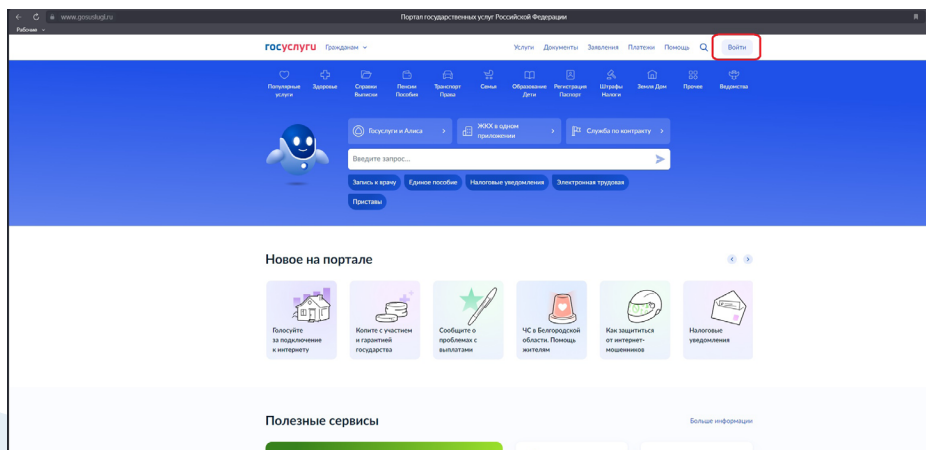 www.gosuslugi.ru
Портал государственных услуг Российской Федерации
Рабочие
госуслуги Гражданам
Услуги Документы Заявления Платежи Помощь Войти
Популярные услуги
Здоровье
Справки Выписки
Пенсии Пособия
Транспорт Права
Семья
Образование Дети
Регистрация Паспорт
Штрафы Налоги
Земля Дом
Прочее
Ведомства
Госуслуги и Алиса
ЖКХ в одном
приложении
Служба по контракту
Введите запрос...
Запись к врачу Единое пособие Налоговые уведомления Электронная трудовая
Приставы
Новое на портале
Голосуйте
за подключение
к интернету
Копите с участием
и гарантией
государства
Сообщите о
проблемах с
выплатами
ЧС в Белгородской
области. Помощь
жителям
Как защититься
от интернет-
мошенников
Налоговые
уведомления
Полезные сервисы
Больше информации